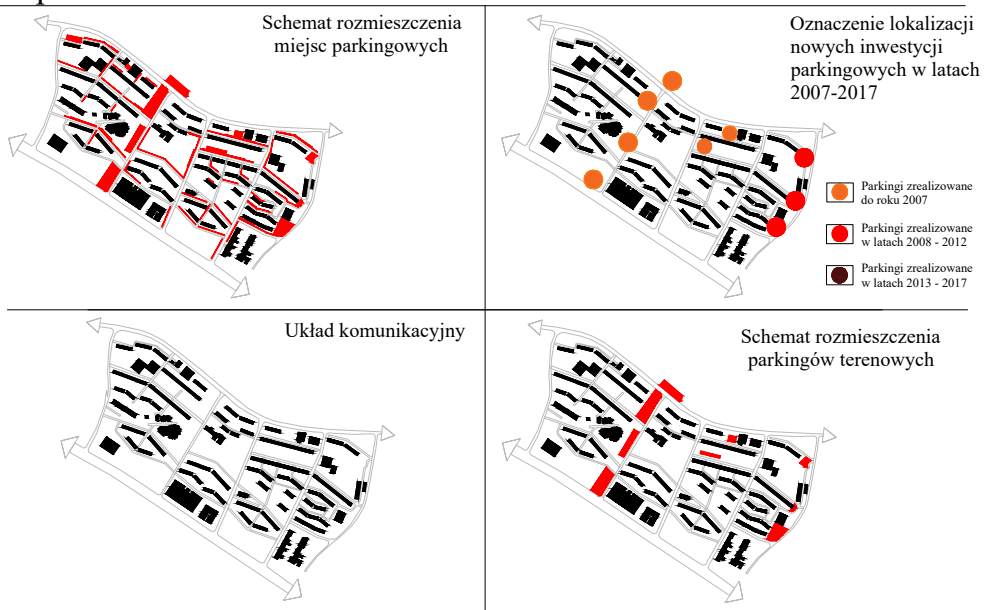 Schemat rozmieszczenia
miejsc parkingowych
Oznaczenie lokalizacji
nowych inwestycji
parkingowych w latach
2007-2017
Parkingi zrealizowane
do roku 2007
Parkingi zrealizowane
w latach 2008 - 2012
Parkingi zrealizowane
w latach 2013 - 2017
Układ komunikacyjny
Schemat rozmieszczenia
parkingów terenowych